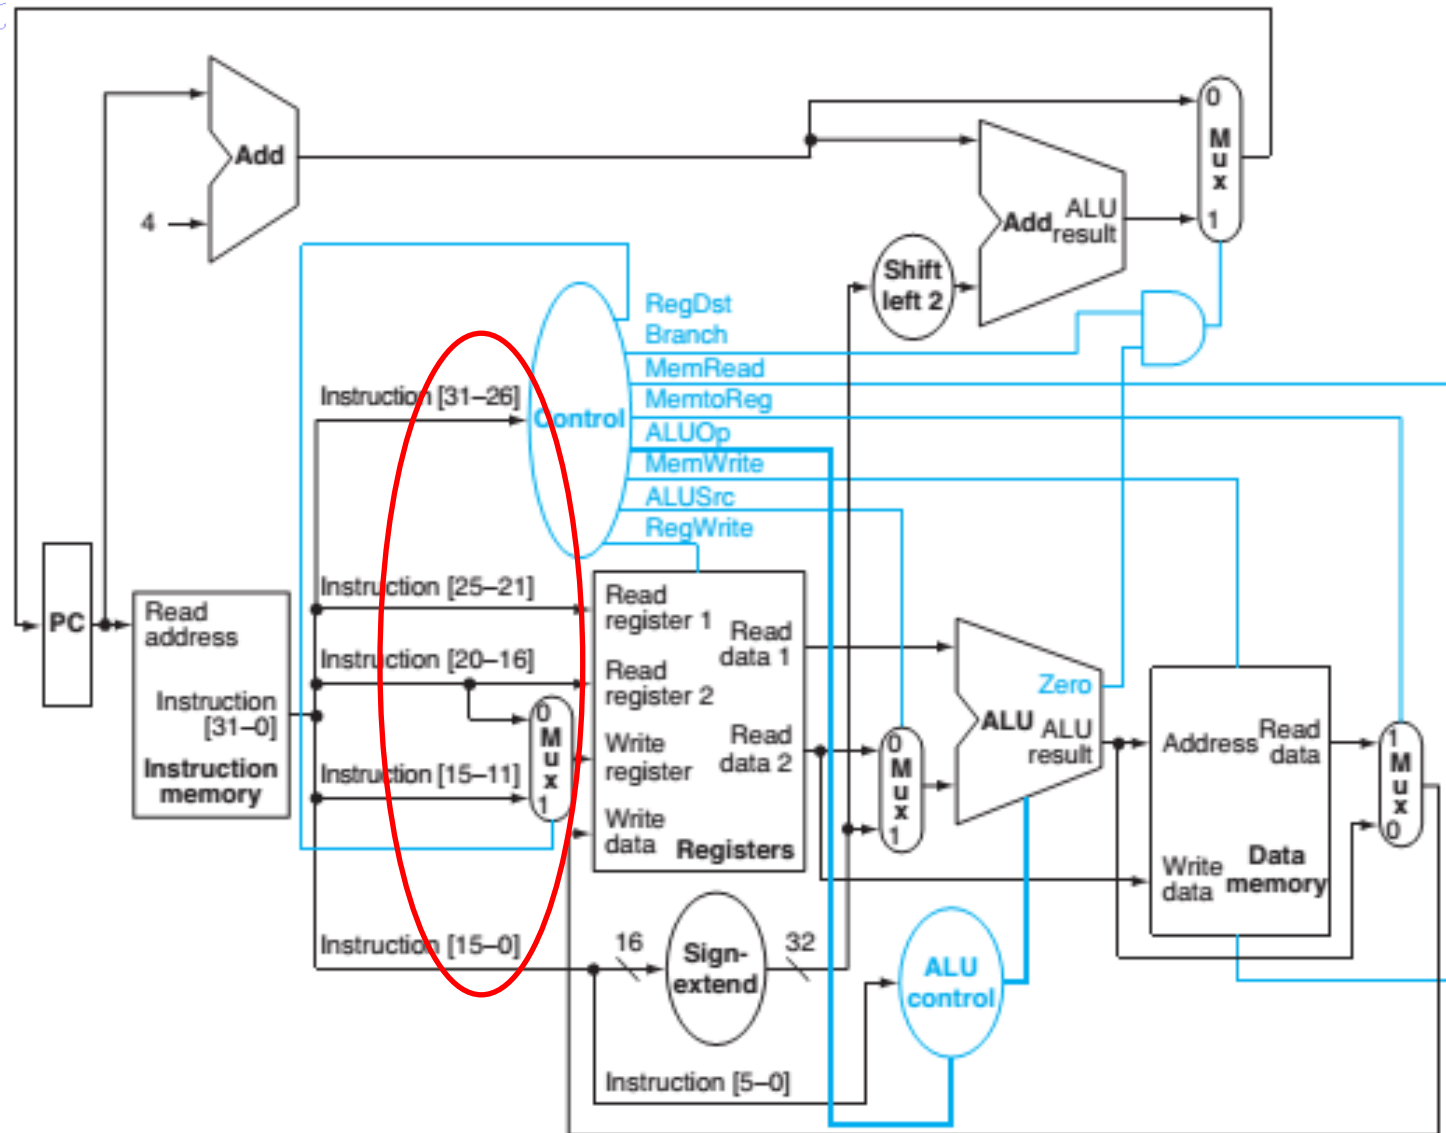 0
M
u
x
1
Add
ALU
Add result
4
Shift
left 2
RegDst
Branch
MemRead
MemtoReg
ALUOp
MemWrite
ALUSrc
RegWrite
Instruction [31–26]
Control
Instruction [25–21]
Instruction [20–16]
Instruction [15–11]
Instruction [15–0]
PC
Read
address
Instruction
[31–0]
Instruction
memory
0
M
u
x
1
Read
register 1
Read
data 1
Read
register 2
Write
register
Read
data 2
Write
data
Registers
0
M
u
x
1
Zero
ALU
ALU
result
Address
Read
data
Write
data
Data
memory
1
M
u
x
0
16
Sign-
extend
32
ALU
control
Instruction [5–0]